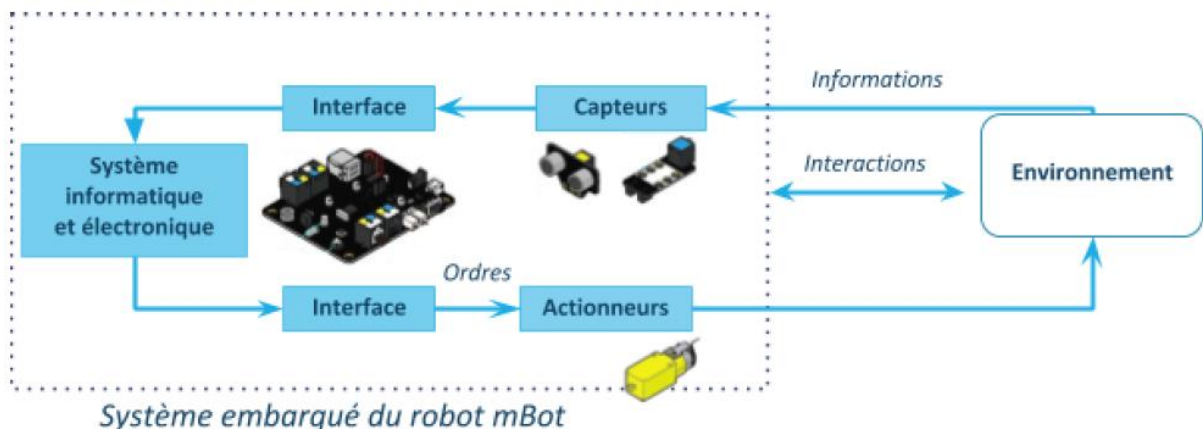 Informations
Interface
Capteurs
Système
informatique
et électronique
Interactions
Environnement
Ordres
Interface
Actionneurs
Système embarqué du robot mBot